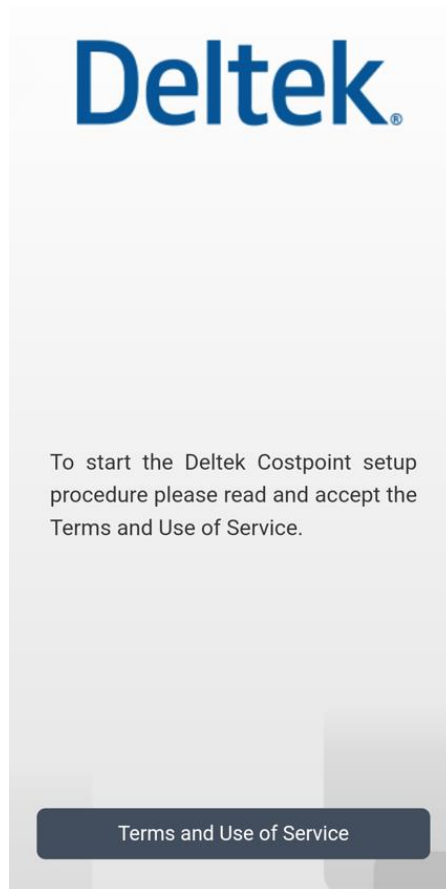 Deltek®
To start the Deltek Costpoint setup
procedure please read and accept the
Terms and Use of Service.
Terms and Use of Service